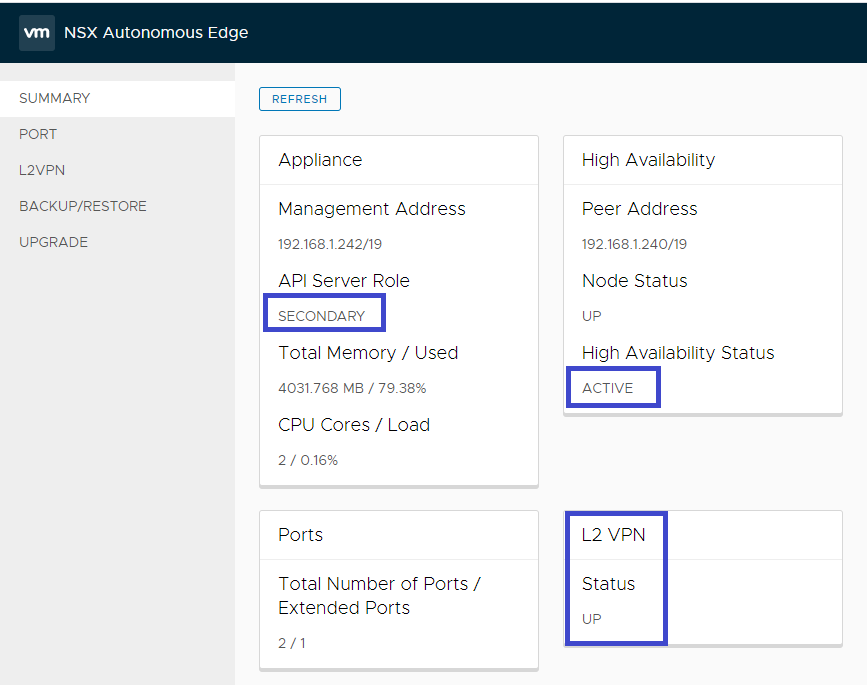 vm NSX Autonomous Edge
SUMMARY
PORT
L2VPN
BACKUP/RESTORE
UPGRADE
REFRESH
Appliance
Management Address
192.168.1.242/19
API Server Role
SECONDARY
Total Memory / Used
4031.768 MB / 79.38%
CPU Cores / Load
2 / 0.16%
High Availability
Peer Address
192.168.1.240/19
Node Status
UP
High Availability Status
ACTIVE
Ports
Total Number of Ports /
Extended Ports
2 / 1
L2 VPN
Status
UP